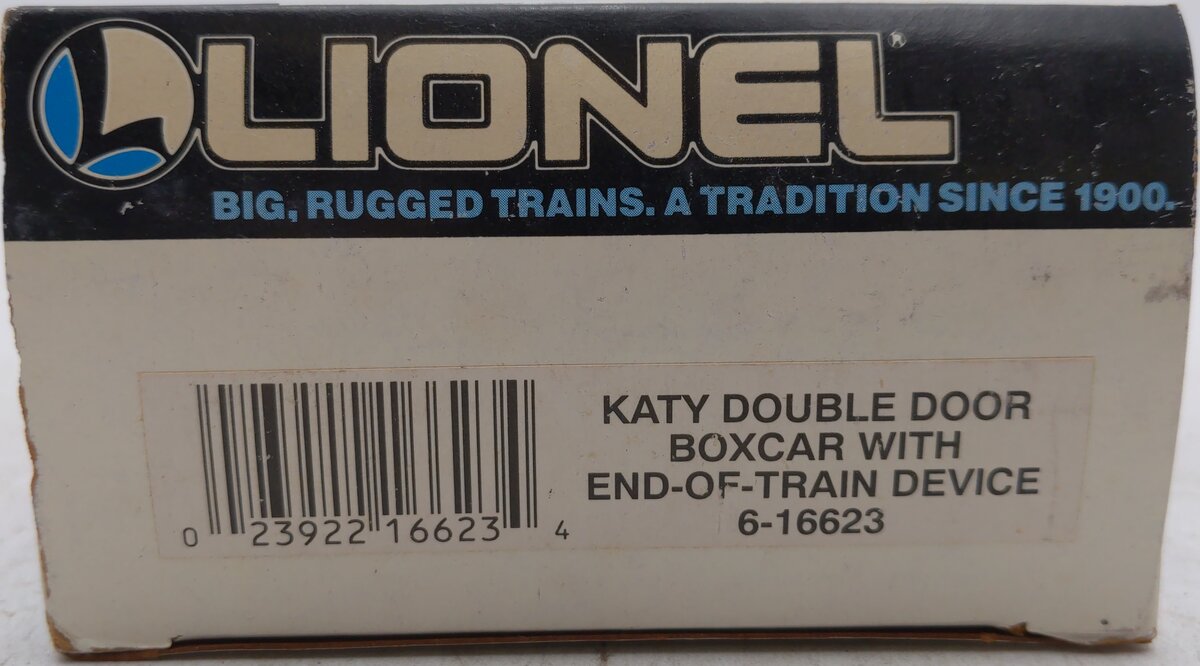 LIONEL®
BIG, RUGGED TRAINS. A TRADITION SINCE 1900.
KATY DOUBLE DOOR
BOXCAR WITH
END-OF-TRAIN DEVICE
6-16623
0 23922 16623 4